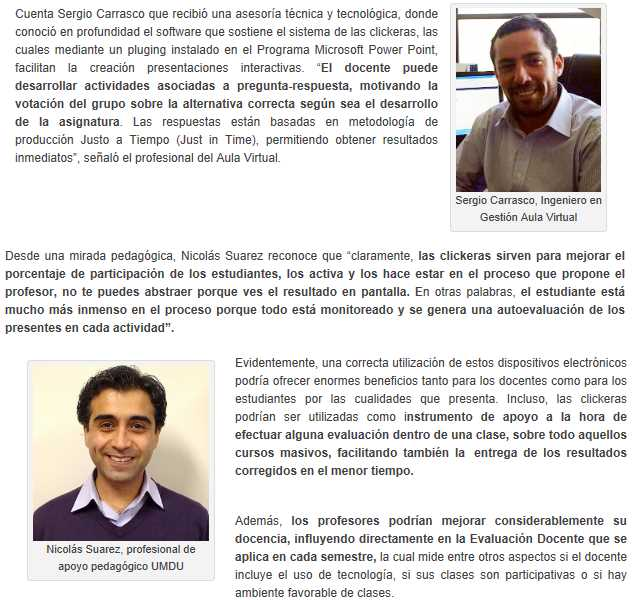 Cuenta Sergio Carrasco que recibió una asesoría técnica y tecnológica, donde
conoció en profundidad el software que sostiene el sistema de las clickeras, las
cuales mediante un pluging instalado en el Programa Microsoft Power Point,
facilitan la creación presentaciones interactivas. “El docente puede
desarrollar actividades asociadas a pregunta-respuesta, motivando la
votación del grupo sobre la alternativa correcta según sea el desarrollo
de la asignatura. Las respuestas están basadas en metodología de
producción Justo a Tiempo (Just in Time), permitiendo obtener resultados
inmediatos”, señaló el profesional del Aula Virtual.
Sergio Carrasco, Ingeniero en
Gestión Aula Virtual
Desde una mirada pedagógica, Nicolás Suarez reconoce que “claramente, las clickeras sirven para mejorar el
porcentaje de participación de los estudiantes, los activa y los hace estar en el proceso que propone el
profesor, no te puedes abstraer porque ves el resultado en pantalla. En otras palabras, el estudiante está
mucho más inmenso en el proceso porque todo está monitoreado y se genera una autoevaluación de los
presentes en cada actividad”.
Evidentemente, una correcta utilización de estos dispositivos electrónicos
podría ofrecer enormes beneficios tanto para los docentes como para los
estudiantes por las cualidades que presenta. Incluso, las clickeras
podrían ser utilizadas como instrumento de apoyo a la hora de
efectuar alguna evaluación dentro de una clase, sobre todo aquellos
cursos masivos, facilitando también la entrega de los resultados
corregidos en el menor tiempo.
Además, los profesores podrían mejorar considerablemente su
docencia, influyendo directamente en la Evaluación Docente que se
aplica en cada semestre, la cual mide entre otros aspectos si el docente
incluye el uso de tecnología, si sus clases son participativas o si hay
ambiente favorable de clases.
Nicolás Suarez, profesional de
apoyo pedagógico UMDU